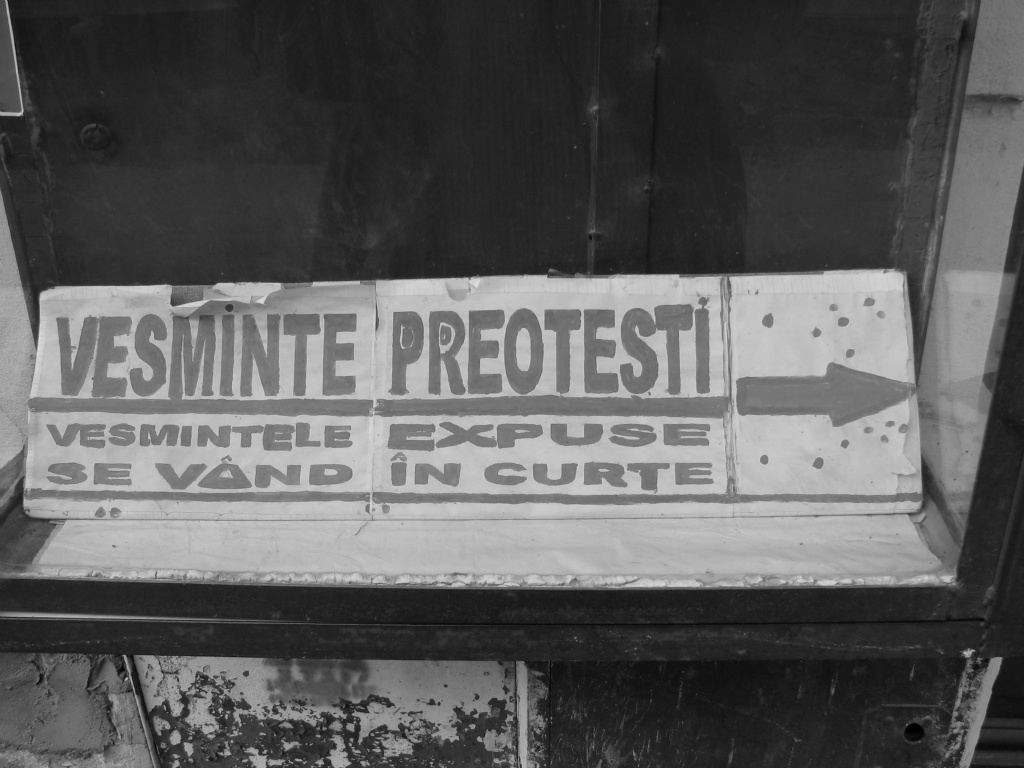 VESMINTE PREOTESTI
VESMINTELE EXPUSE
SE VÂND ÎN CURTE